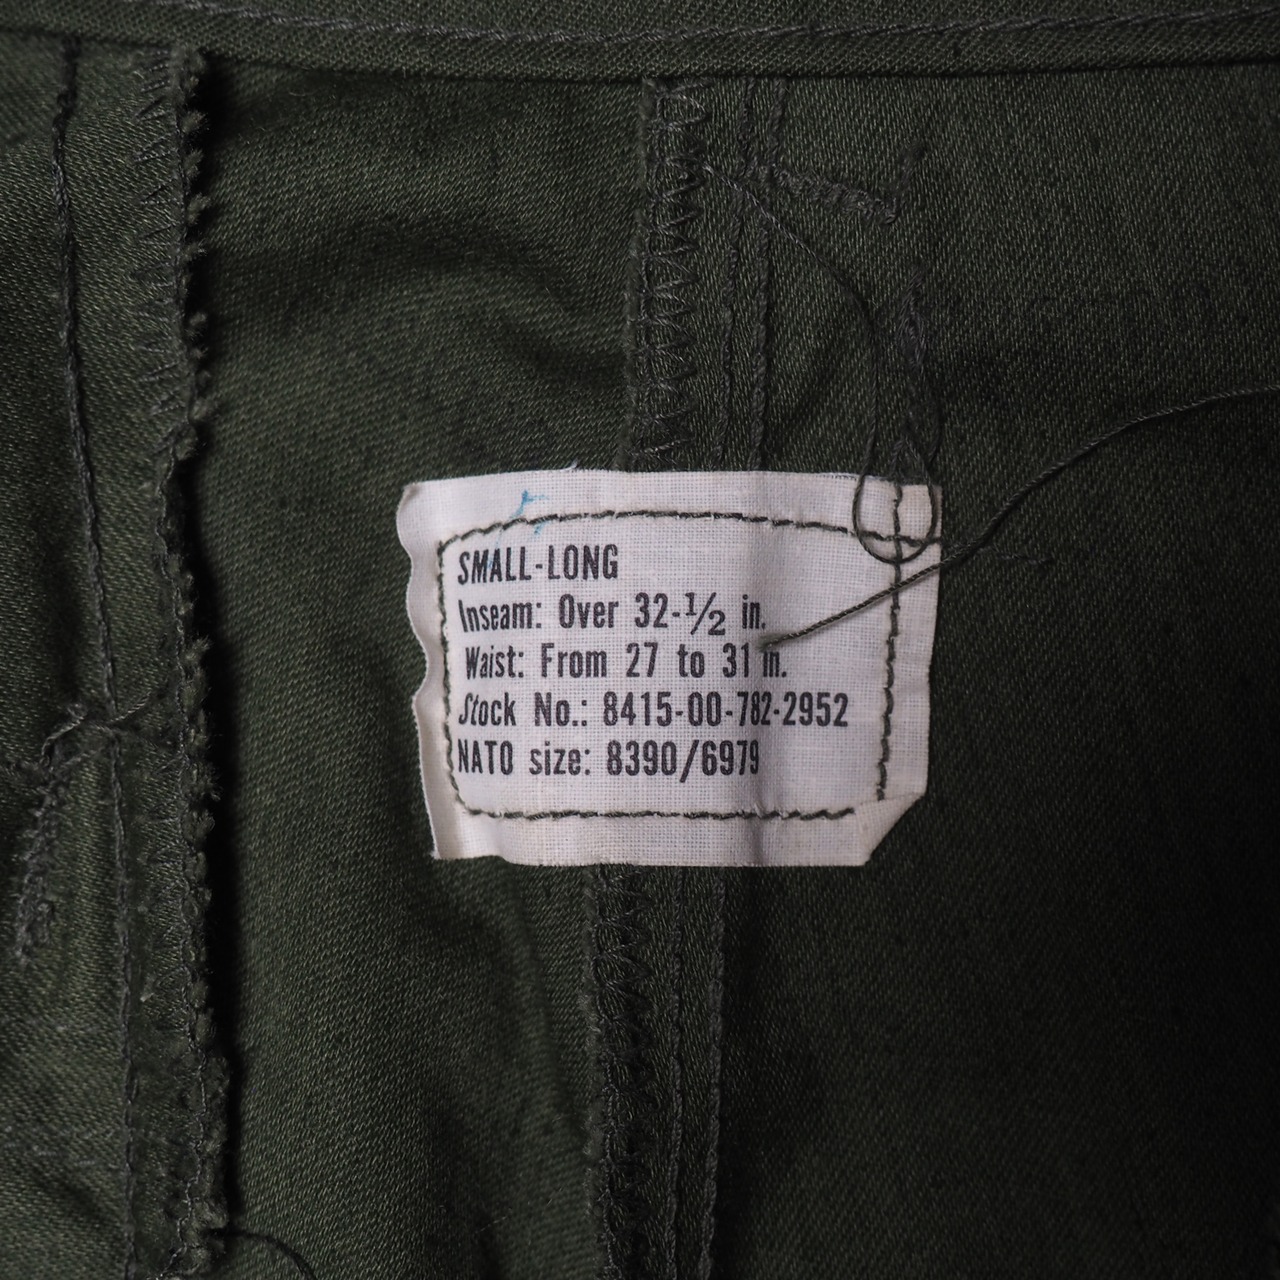 SMALL-LONG
Inseam: Over 32-½ in.
Waist: From 27 to 31 in.
Stock No.: 8415-00-782-2952
NATO size: 8390/6979